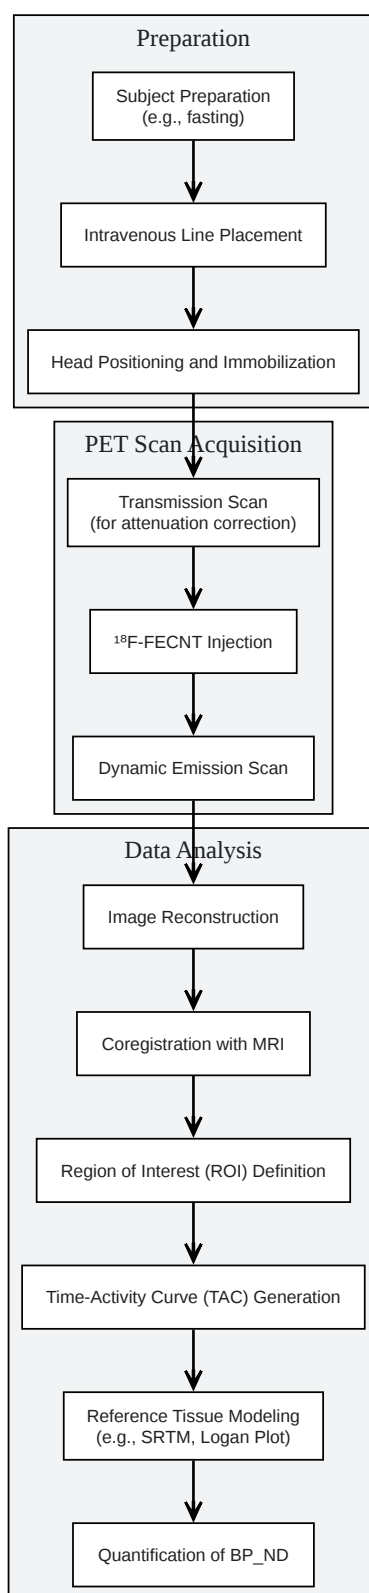 Preparation
Subject Preparation
(e.g., fasting)
Intravenous Line Placement
Head Positioning and Immobilization
PET Scan Acquisition
Transmission Scan
(for attenuation correction)
¹⁸F-FECNT Injection
Dynamic Emission Scan
Data Analysis
Image Reconstruction
Coregistration with MRI
Region of Interest (ROI) Definition
Time-Activity Curve (TAC) Generation
Reference Tissue Modeling
(e.g., SRTM, Logan Plot)
Quantification of BP_ND